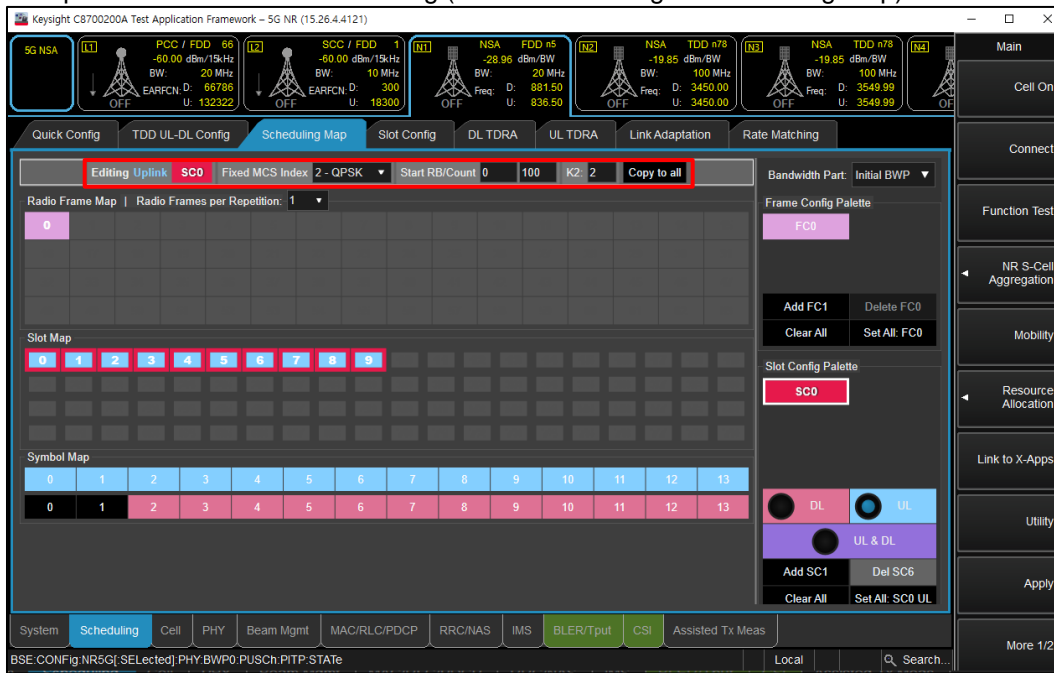 Keysight C8700200A Test Application Framework – 5G NR (15.26.4.4121)
5G NSA
L1 PCC / FDD 66
-60.00 dBm/15kHz
BW: 20 MHz
EARFCN: D: 66786
U: 132322
OFF
L2 SCC / FDD 1
-60.00 dBm/15kHz
BW: 10 MHz
EARFCN: D: 300
U: 18300
OFF
N1 NSA FDD n5
-28.96 dBm/BW
BW: 20 MHz
Freq: D: 881.50
U: 836.50
OFF
N2 NSA TDD n78
-19.85 dBm/BW
BW: 100 MHz
Freq: D: 3450.00
U: 3450.00
OFF
N3 NSA TDD n78
-19.85 dBm/BW
BW: 100 MHz
Freq: D: 3549.99
U: 3549.99
OFF
N4
OF
Main
Cell On
Connect
Function Test
NR S-Cell
Aggregation
Mobility
Resource
Allocation
Link to X-Apps
Utility
Apply
More 1/2
Quick Config TDD UL-DL Config Scheduling Map Slot Config DL TDRA UL TDRA Link Adaptation Rate Matching
Editing Uplink SC0 Fixed MCS Index 2 - QPSK Start RB/Count 0 100 K2: 2 Copy to all
Bandwidth Part: Initial BWP
Radio Frame Map | Radio Frames per Repetition: 1
0
Frame Config Palette
FC0
Add FC1 Delete FC0
Clear All Set All: FC0
Slot Map
0 1 2 3 4 5 6 7 8 9
Slot Config Palette
SC0
Symbol Map
0 1 2 3 4 5 6 7 8 9 10 11 12 13
0 1 2 3 4 5 6 7 8 9 10 11 12 13
DL UL
UL & DL
Add SC1 Del SC6
Clear All Set All: SC0 UL
System Scheduling Cell PHY Beam Mgmt MAC/RLC/PDCP RRC/NAS IMS BLER/Tput CSI Assisted Tx Meas
BSE:CONFig:NR5G[:SELected]:PHY:BWP0:PUSCh:PITP:STATe
Local
Search...